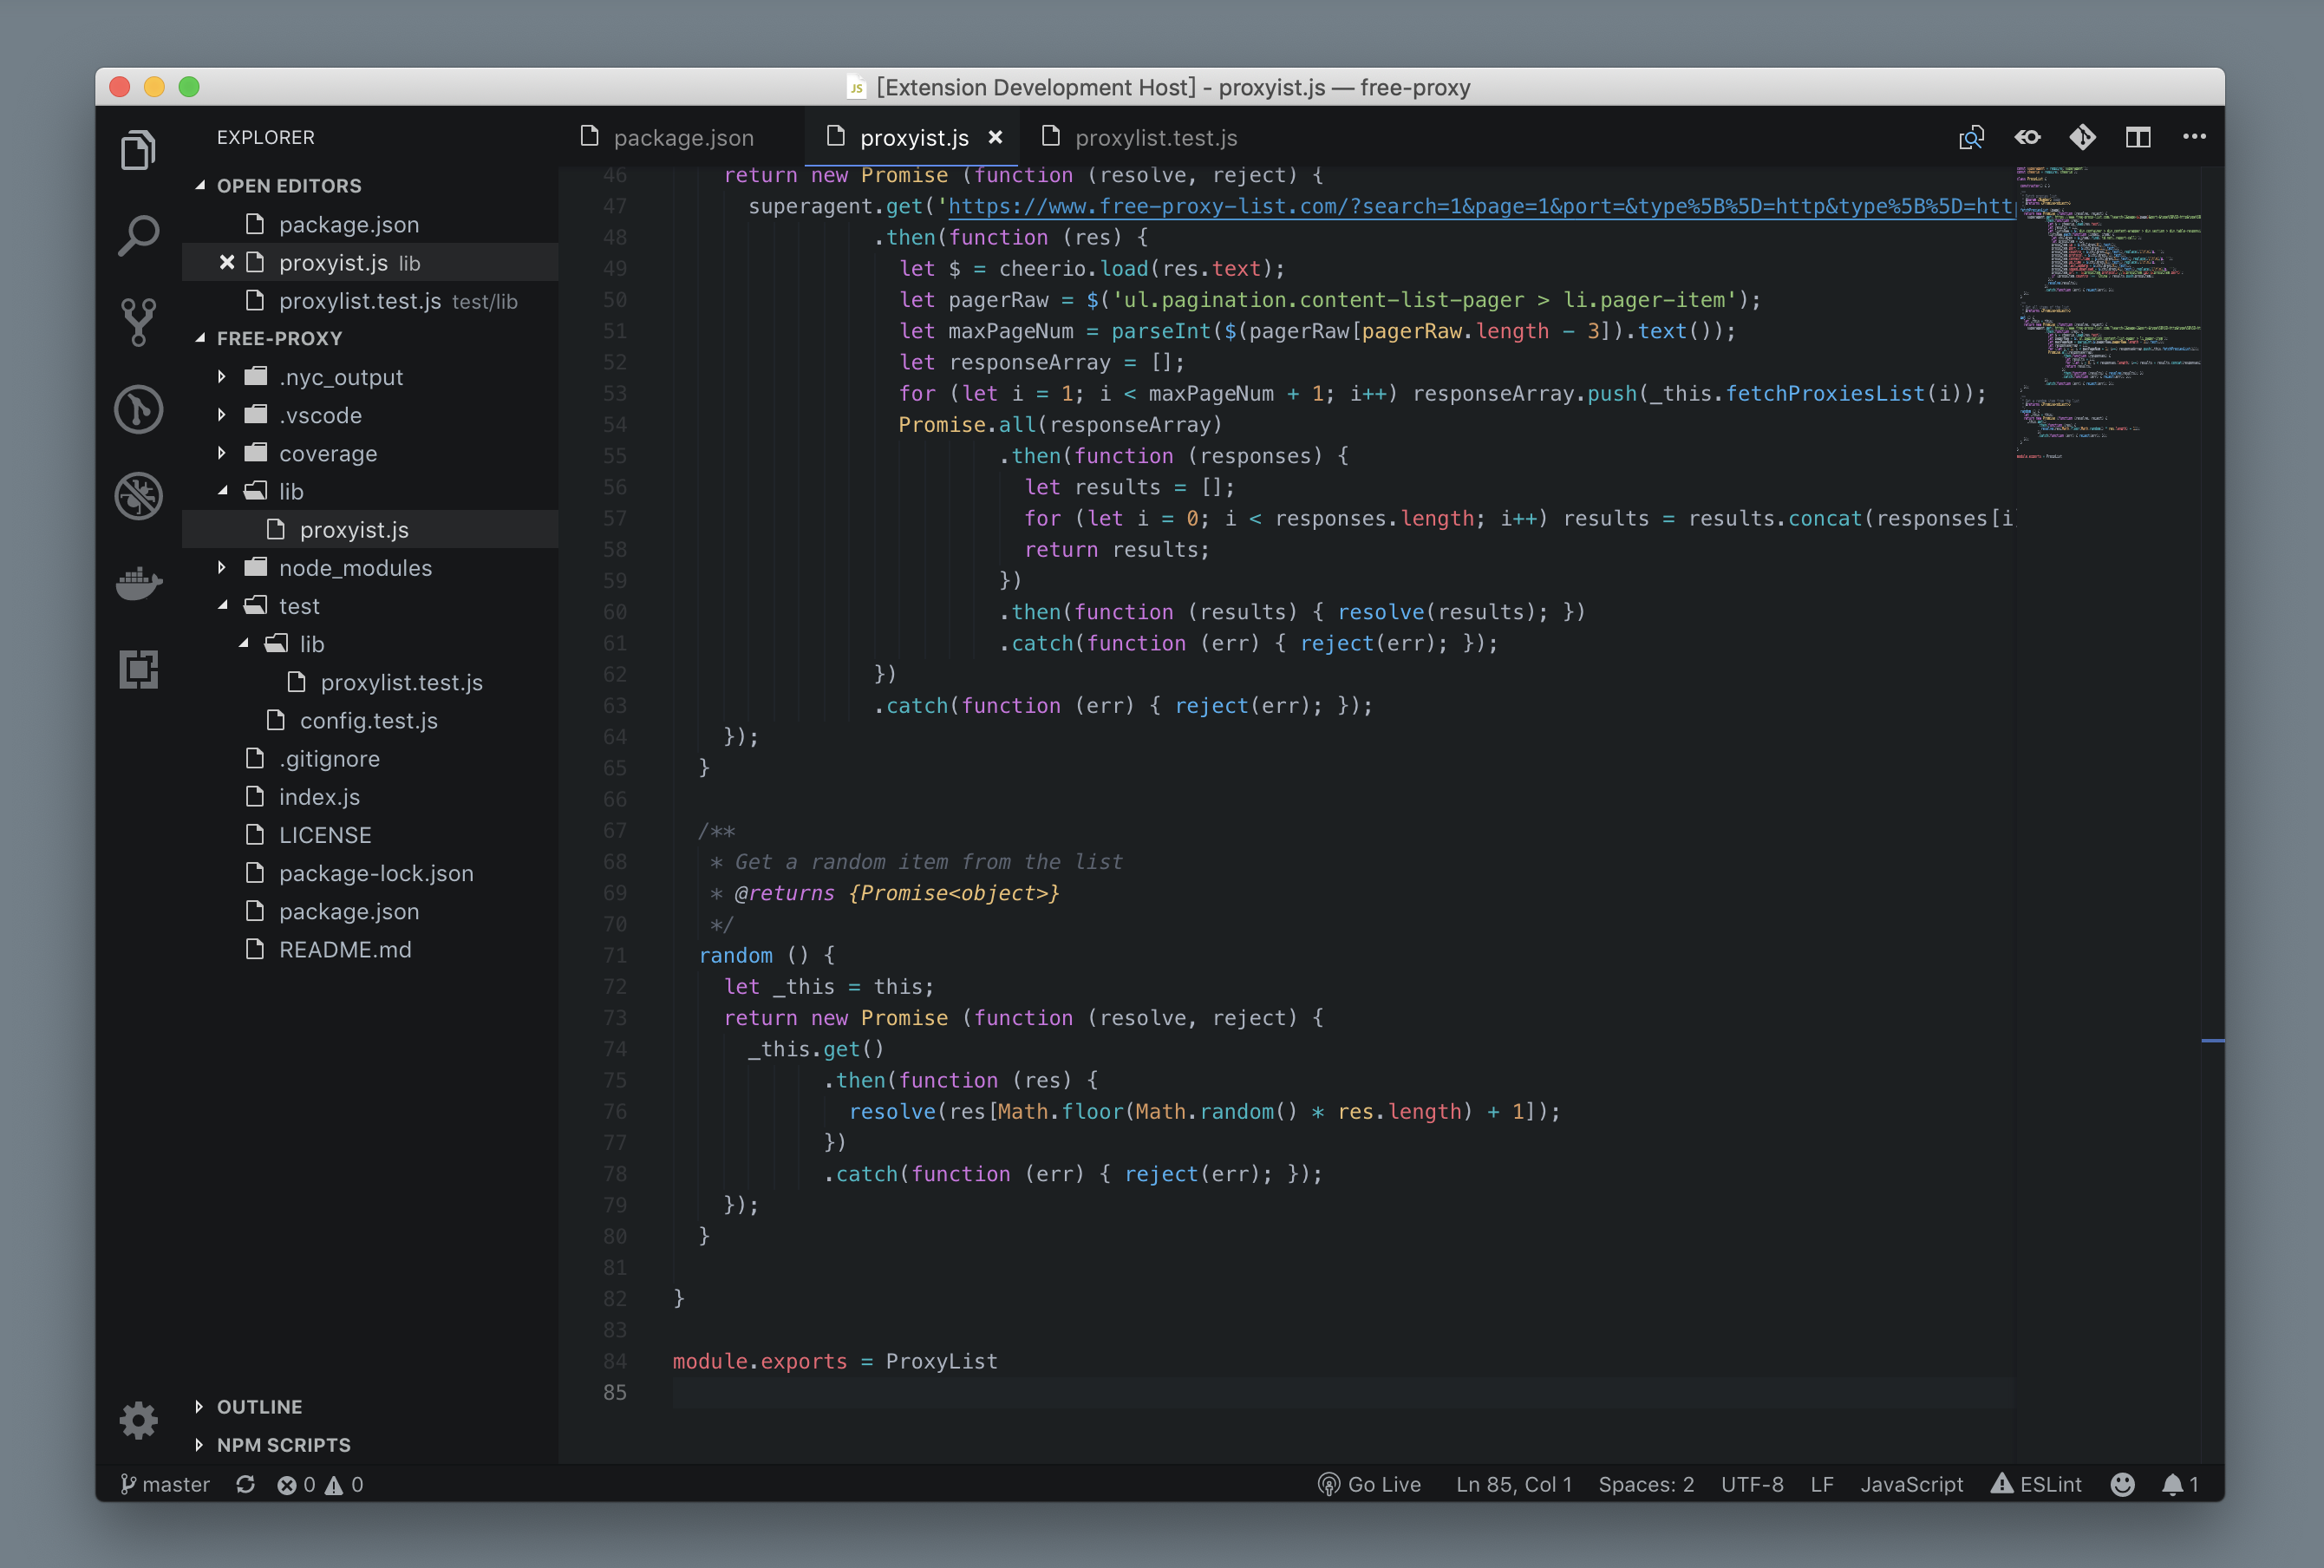 JS [Extension Development Host] - proxyist.js — free-proxy
EXPLORER
OPEN EDITORS
package.json
proxyist.js lib
proxylist.test.js test/lib
FREE-PROXY
.nyc_output
.vscode
coverage
lib
proxyist.js
node_modules
test
lib
proxylist.test.js
config.test.js
.gitignore
index.js
LICENSE
package-lock.json
package.json
README.md
OUTLINE
NPM SCRIPTS
package.json
proxyist.js
proxylist.test.js
46 return new Promise (function (resolve, reject) {
47 superagent.get('https://www.free-proxy-list.com/?search=1&page=1&port=&type%5B%5D=http&type%5B%5D=htt
48 .then(function (res) {
49 let $ = cheerio.load(res.text);
50 let pagerRaw = $('ul.pagination.content-list-pager > li.pager-item');
51 let maxPageNum = parseInt($(pagerRaw[pagerRaw.length - 3]).text());
52 let responseArray = [];
53 for (let i = 1; i < maxPageNum + 1; i++) responseArray.push(_this.fetchProxiesList(i));
54 Promise.all(responseArray)
55 .then(function (responses) {
56 let results = [];
57 for (let i = 0; i < responses.length; i++) results = results.concat(responses[i
58 return results;
59 })
60 .then(function (results) { resolve(results); })
61 .catch(function (err) { reject(err); });
62 })
63 .catch(function (err) { reject(err); });
64 });
65 }
66
67 /**
68 * Get a random item from the list
69 * @returns {Promise<object>}
70 */
71 random () {
72 let _this = this;
73 return new Promise (function (resolve, reject) {
74 _this.get()
75 .then(function (res) {
76 resolve(res[Math.floor(Math.random() * res.length) + 1]);
77 })
78 .catch(function (err) { reject(err); });
79 });
80 }
81
82 }
83
84 module.exports = ProxyList
85
master 0 0 Go Live Ln 85, Col 1 Spaces: 2 UTF-8 LF JavaScript ESLint 1